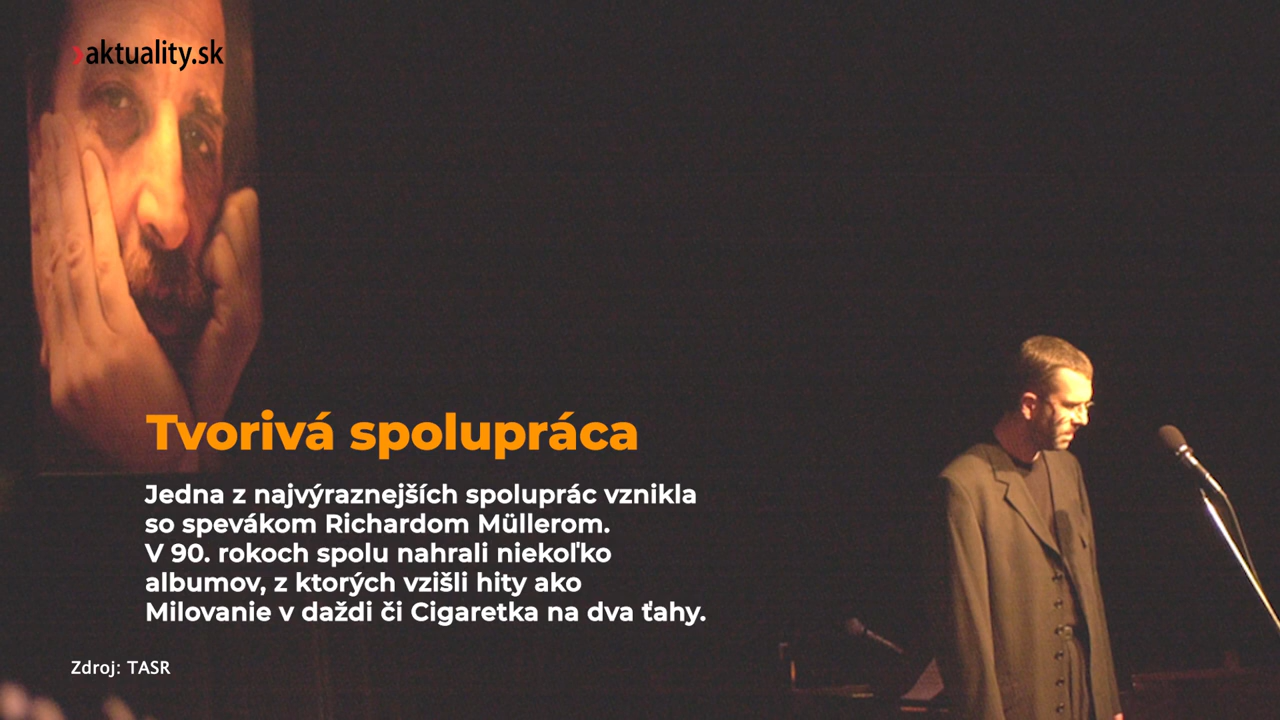 aktuality.sk
Tvorivá spolupráca
Jedna z najvýraznejších spoluprác vznikla
so spevákom Richardom Müllerom.
V 90. rokoch spolu nahrali niekoľko
albumov, z ktorých vzišli hity ako
Milovanie v daždi či Cigaretka na dva ťahy.
Zdroj: TASR